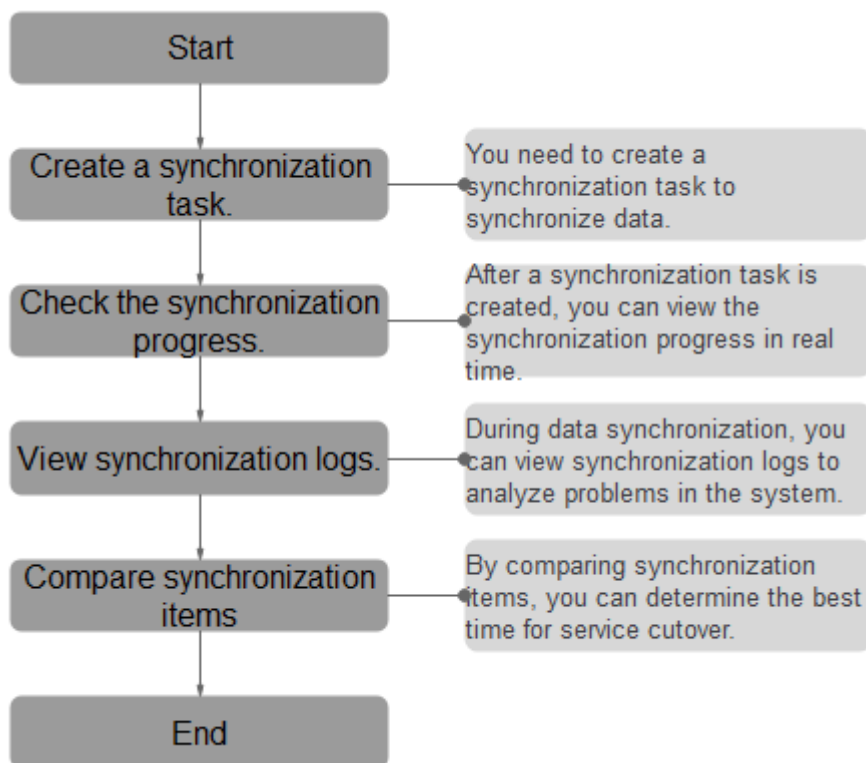 Start
Create a synchronization
task.
You need to create a
synchronization task to
synchronize data.
Check the synchronization
progress.
After a synchronization task is
created, you can view the
synchronization progress in real
time.
View synchronization logs.
During data synchronization, you
can view synchronization logs to
analyze problems in the system.
Compare synchronization
items
By comparing synchronization
items, you can determine the best
time for service cutover.
End